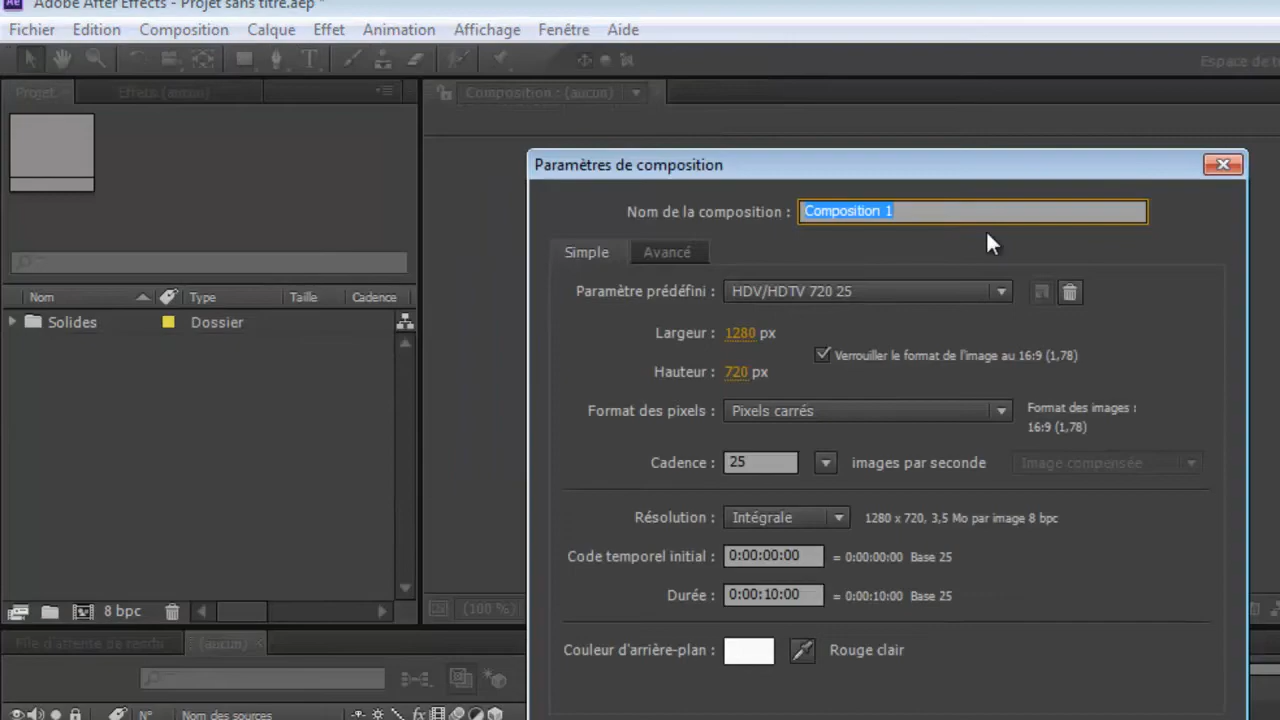 Adobe After Effects - Projet sans titre.aep *
Fichier Edition Composition Calque Effet Animation Affichage Fenêtre Aide
Espace de
Projet
Effets (aucun)
Composition : (aucun)
Paramètres de composition
Nom de la composition :
Composition 1
Simple
Avancé
Paramètre prédéfini :
HDV/HDTV 720 25
Nom
Type
Taille
Cadence
Solides
Dossier
Largeur :
1280 px
Verrouiller le format de l'image au 16:9 (1,78)
Hauteur :
720 px
Format des pixels :
Pixels carrés
Format des images :
16:9 (1,78)
Cadence :
25
images par seconde
Image compensée
Résolution :
Intégrale
1280 x 720, 3,5 Mo par image 8 bpc
Code temporel initial :
0:00:00:00
= 0:00:00:00 Base 25
Durée :
0:00:10:00
= 0:00:10:00 Base 25
8 bpc
(100 %)
File d'attente de rendu
(aucun)
Couleur d'arrière-plan :
Rouge clair
N°
Nom des sources